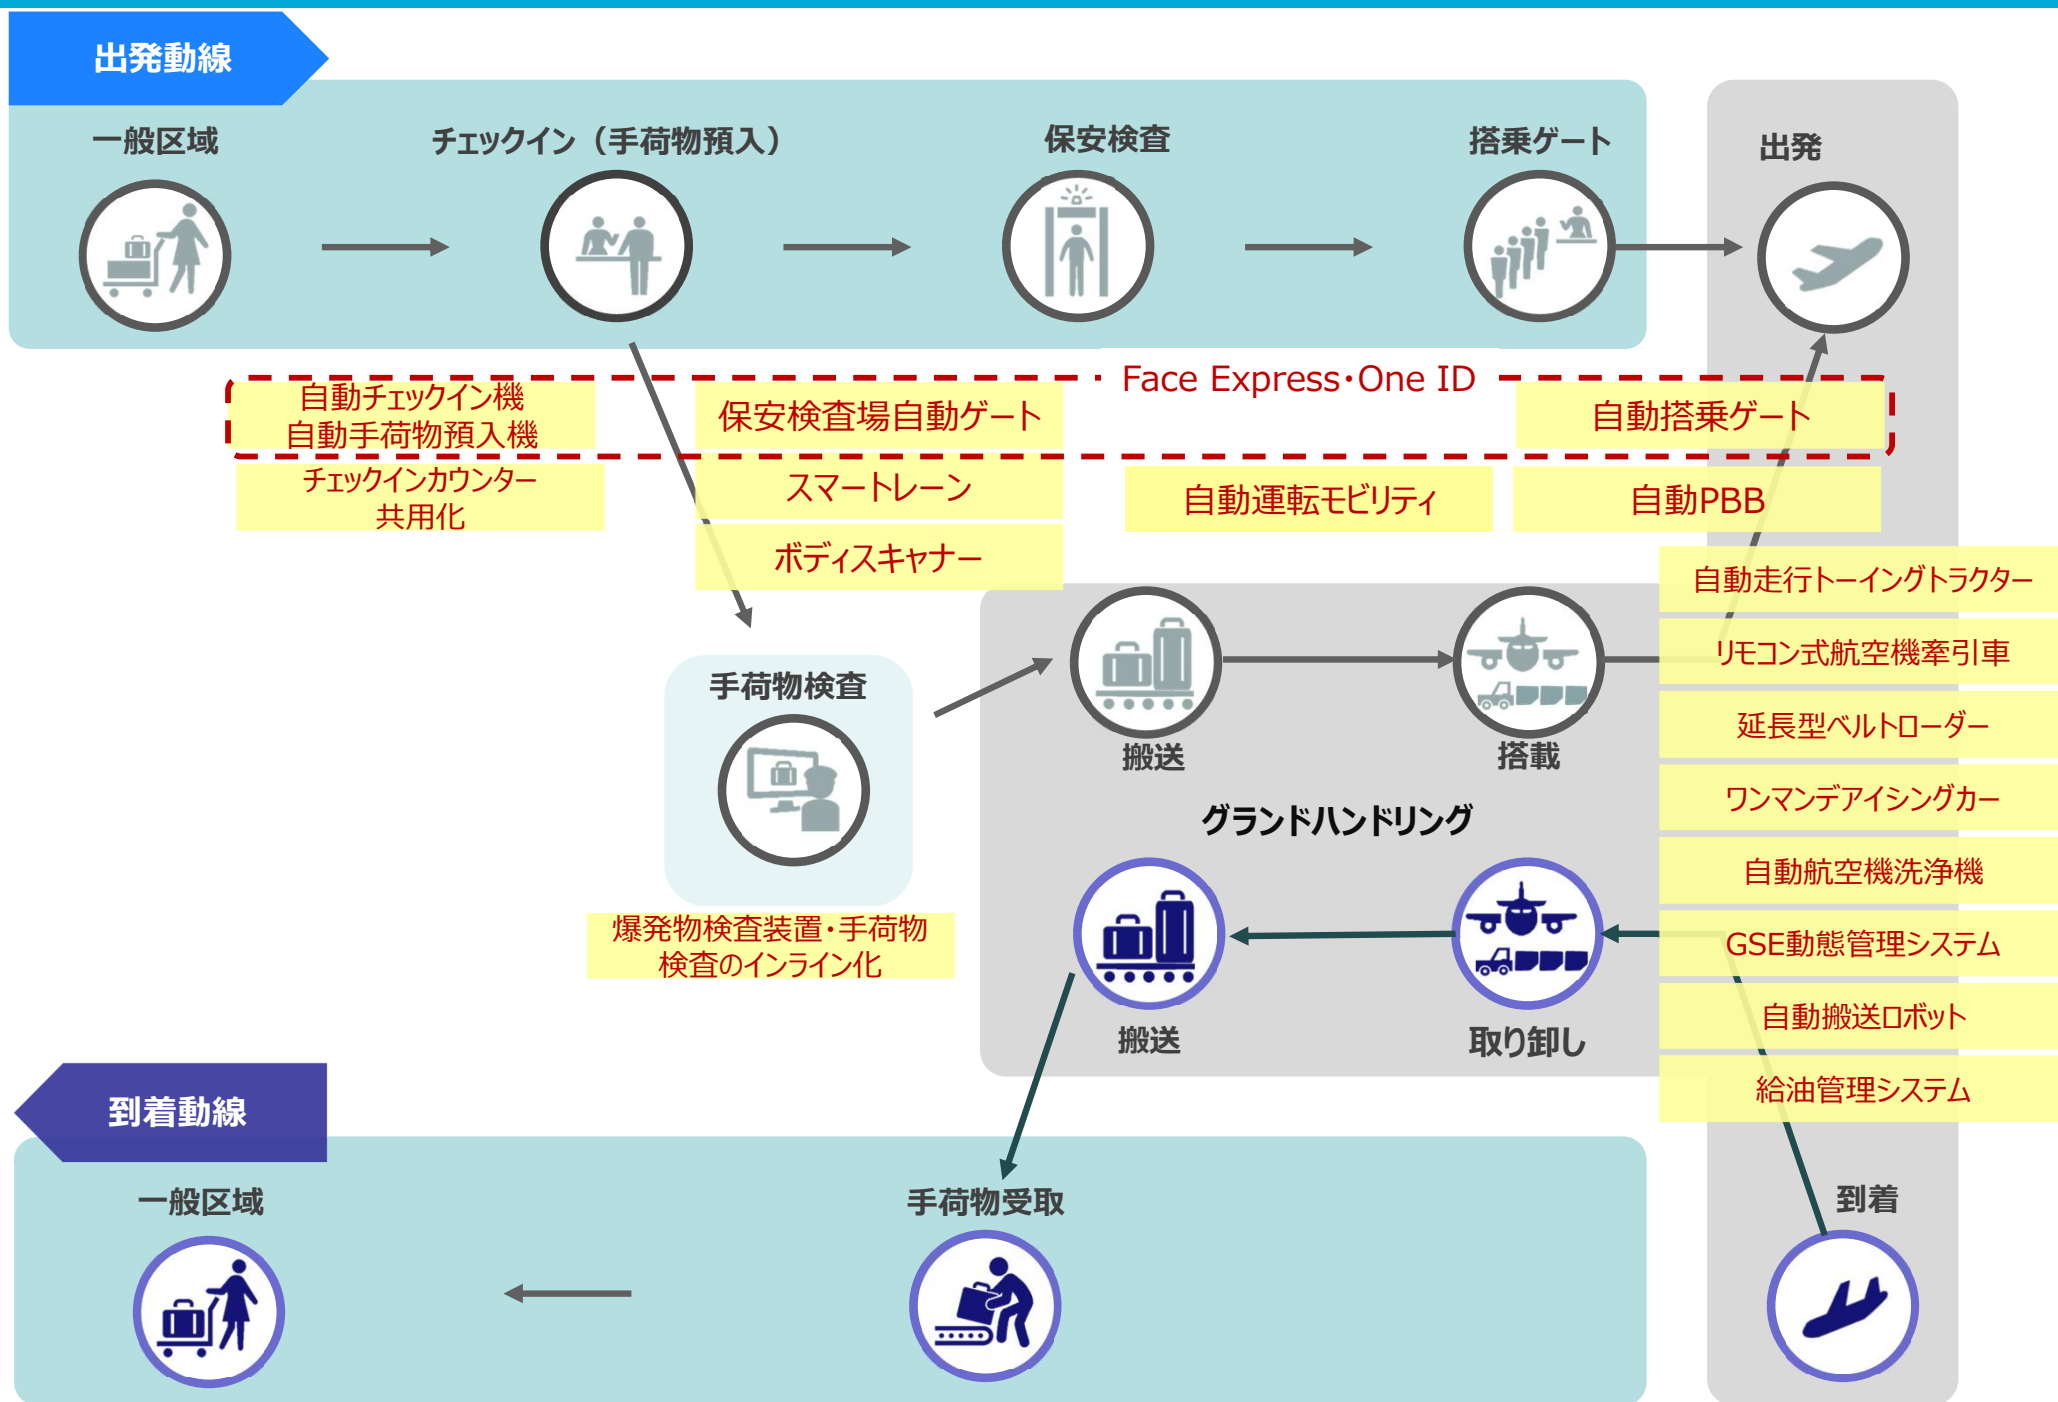 出発動線
一般区域
チェックイン（手荷物預入）
保安検査
搭乗ゲート
出発
Face Express・One ID
自動チェックイン機
自動手荷物預入機
保安検査場自動ゲート
自動搭乗ゲート
チェックインカウンター
共用化
スマートレーン
自動運転モビリティ
自動PBB
ボディスキャナー
自動走行トーイングトラクター
リモコン式航空機牽引車
延長型ベルトローダー
ワンマンデアイシングカー
自動航空機洗浄機
GSE動態管理システム
自動搬送ロボット
給油管理システム
手荷物検査
搬送
搭載
グランドハンドリング
爆発物検査装置・手荷物
検査のインライン化
搬送
取り卸し
到着動線
一般区域
手荷物受取
到着